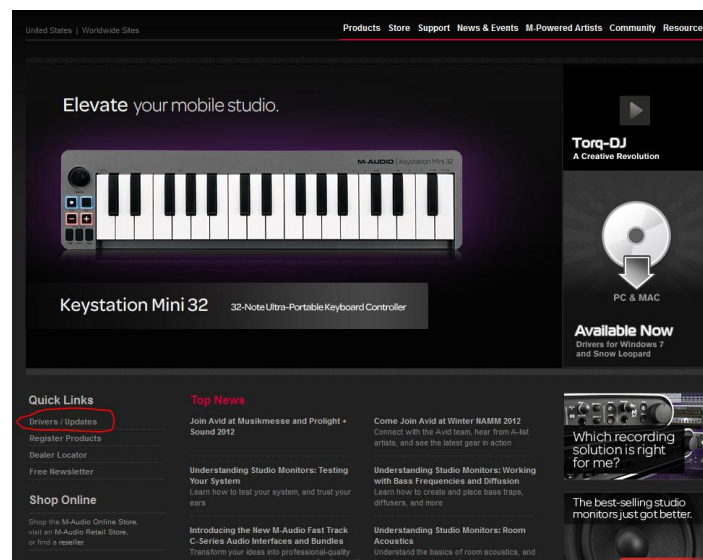 United States | Worldwide Sites
Products Store Support News & Events M-Powered Artists Community Resource
Elevate your mobile studio.
M-AUDIO | Keystation Mini 32
Keystation Mini 32
32-Note Ultra-Portable Keyboard Controller
Torq-DJ
A Creative Revolution
PC & MAC
Available Now
Drivers for Windows 7
and Snow Leopard
Quick Links
Drivers / Updates
Register Products
Dealer Locator
Free Newsletter
Shop Online
Shop the M-Audio Online Store,
visit an M-Audio Retail Store,
or find a reseller
Top News
Join Avid at Musikmesse and Prolight +
Sound 2012
Understanding Studio Monitors: Testing
Your System
Learn how to test your system, and trust your
ears
Introducing the New M-Audio Fast Track
C-Series Audio Interfaces and Bundles
Transform your ideas into professional-quality
Come Join Avid at Winter NAMM 2012
Connect with the Avid team, hear from A-list
artists, and see the latest gear in action
Understanding Studio Monitors: Working
with Bass Frequencies and Diffusion
Learn how to create and place bass traps,
diffusers, and more
Understanding Studio Monitors: Room
Acoustics
Understand the basics of room acoustics, and
Which recording
solution is right
for me?
The best-selling studio
monitors just got better.